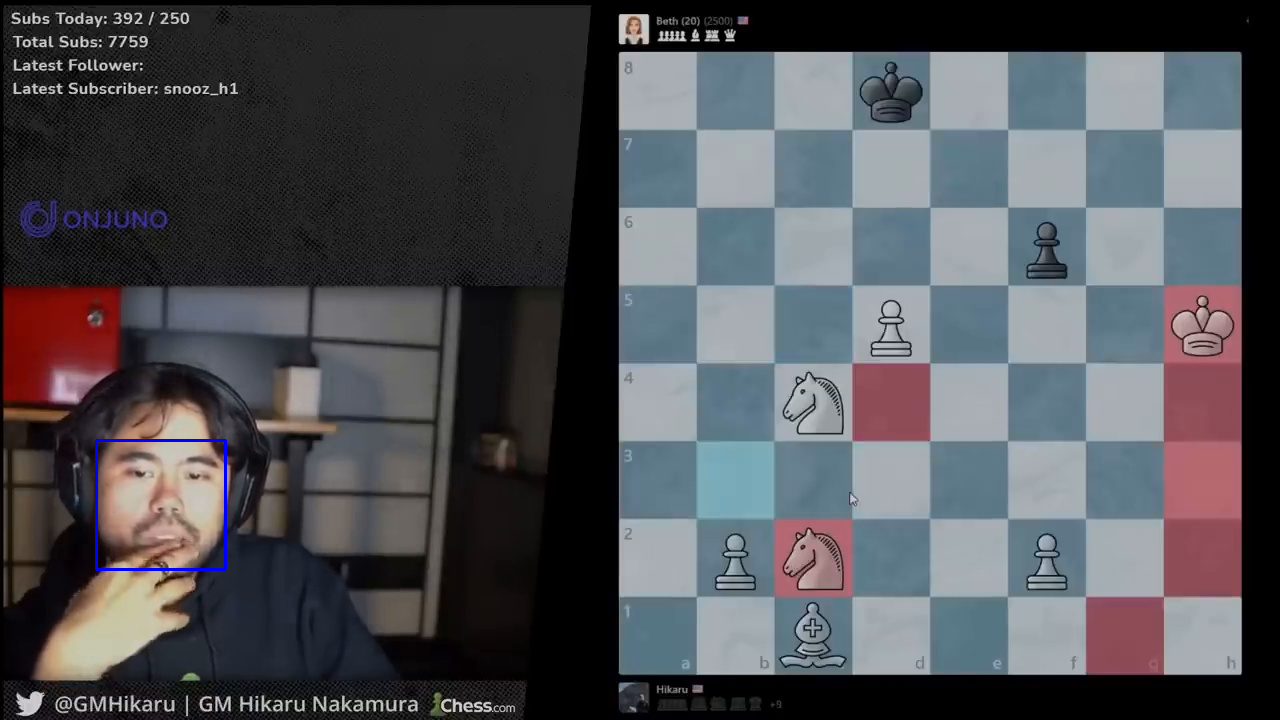 Subs Today: 392 / 250
Total Subs: 7759
Latest Follower:
Latest Subscriber: snooz_h1
ONJUNO
@GMHikaru | GM Hikaru Nakamura Chess.com
Beth (20) (2500)
8
7
6
5
4
3
2
1
a b c d e f g h
Hikaru
+9